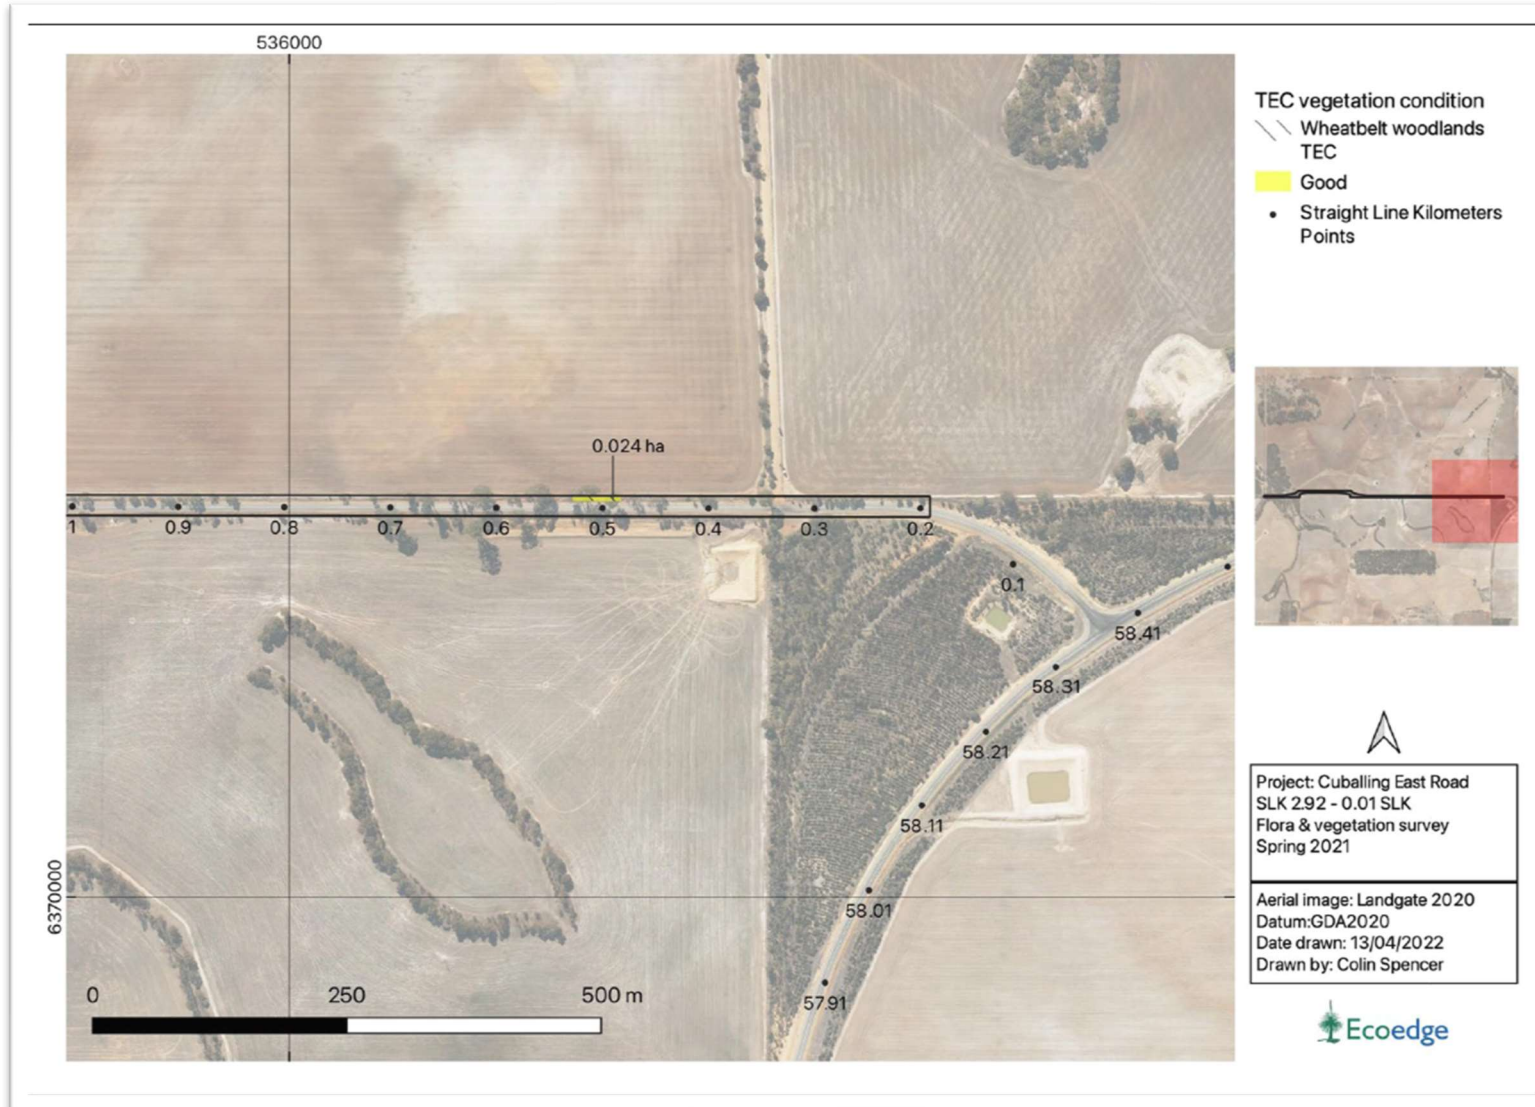 536000
TEC vegetation condition
Wheatbelt woodlands
TEC
Good
Straight Line Kilometers
Points
0.024 ha
1
0.9
0.8
0.7
0.6
0.5
0.4
0.3
0.2
0.1
58.41
58.31
58.21
58.11
58.01
57.91
6370000
0
250
500 m
Project: Cuballing East Road
SLK 2.92 - 0.01 SLK
Flora & vegetation survey
Spring 2021
Aerial image: Landgate 2020
Datum:GDA2020
Date drawn: 13/04/2022
Drawn by: Colin Spencer
Ecoedge